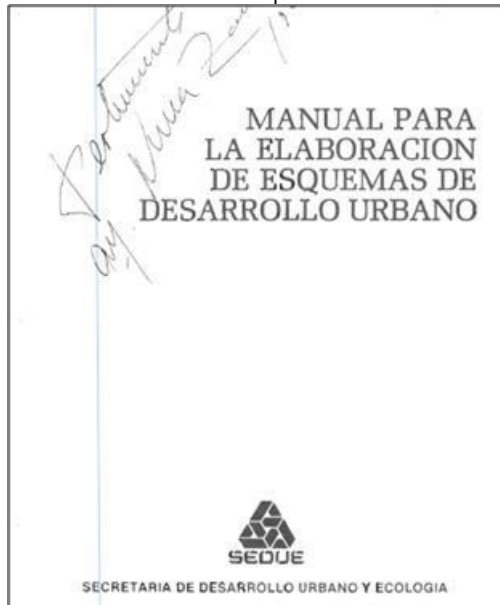 MANUAL PARA
LA ELABORACION
DE ESQUEMAS DE
DESARROLLO URBANO
SEDUE
SECRETARIA DE DESARROLLO URBANO Y ECOLOGIA